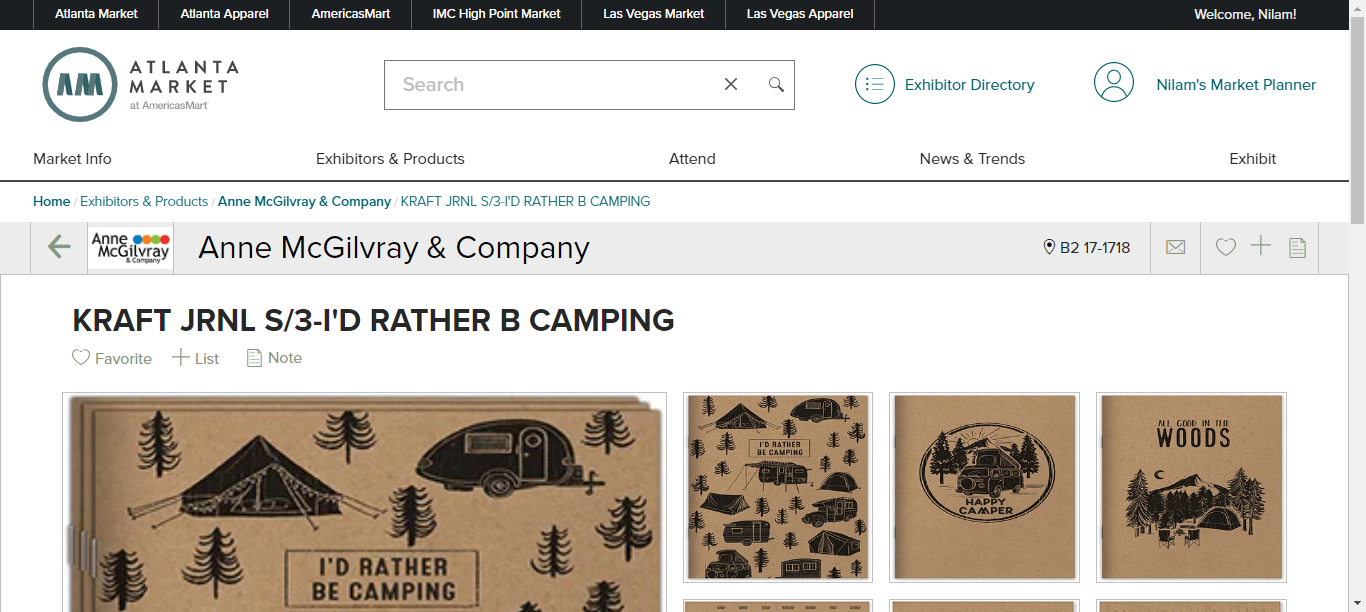 Atlanta Market Atlanta Apparel AmericasMart IMC High Point Market Las Vegas Market Las Vegas Apparel Welcome, Nilam!
AM ATLANTA
MARKET
at AmericasMart
Search
Exhibitor Directory
Nilam's Market Planner
Market Info Exhibitors & Products Attend News & Trends Exhibit
Home / Exhibitors & Products / Anne McGilvray & Company / KRAFT JRNL S/3-I'D RATHER B CAMPING
Anne
McGilvray
& Company
Anne McGilvray & Company
B2 17-1718
KRAFT JRNL S/3-I'D RATHER B CAMPING
Favorite List Note
I'D RATHER
BE CAMPING
I'D RATHER
BE CAMPING
HAPPY
CAMPER
ALL GOOD IN THE
WOODS